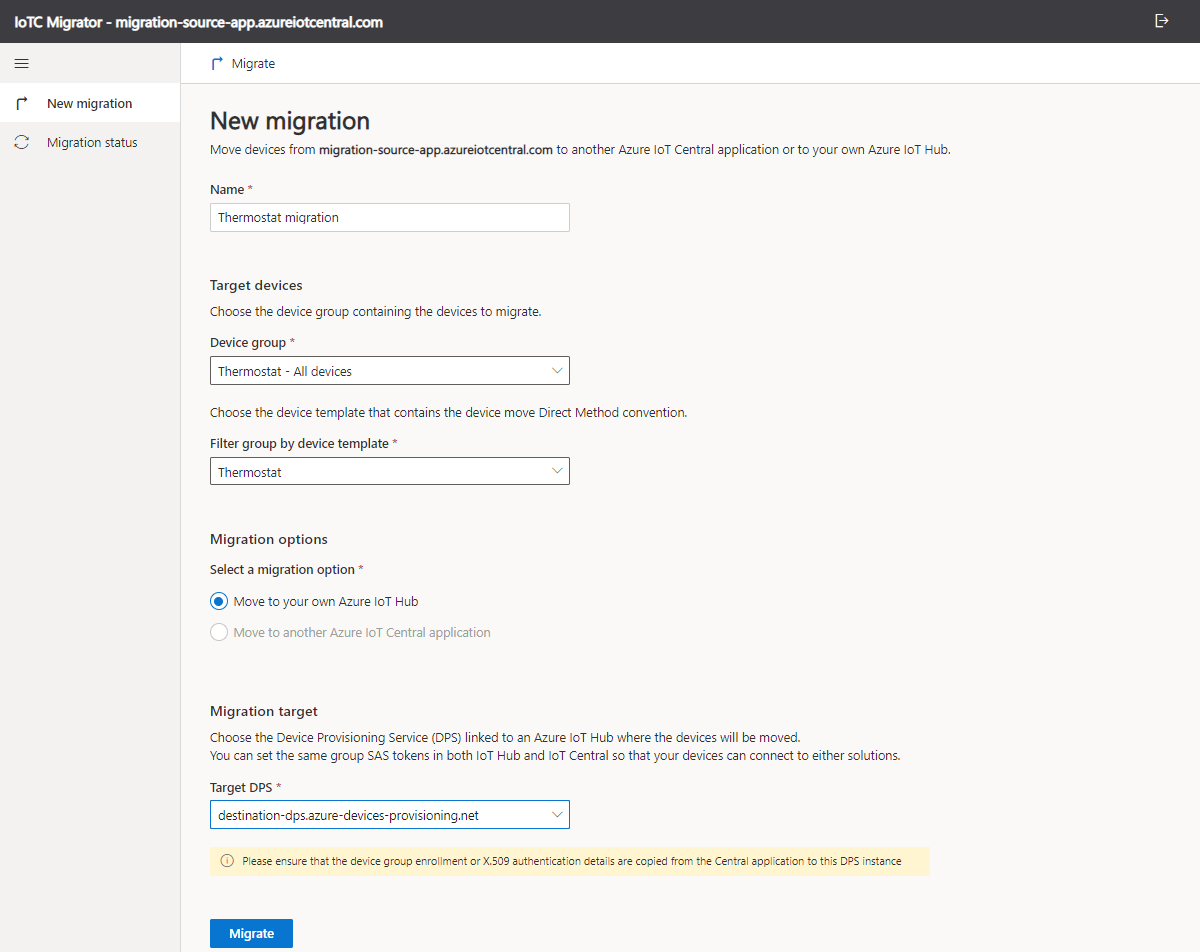 IoTC Migrator - migration-source-app.azureiotcentral.com
Migrate
New migration
Migration status
New migration
Move devices from migration-source-app.azureiotcentral.com to another Azure IoT Central application or to your own Azure IoT Hub.
Name *
Thermostat migration
Target devices
Choose the device group containing the devices to migrate.
Device group *
Thermostat - All devices
Choose the device template that contains the device move Direct Method convention.
Filter group by device template *
Thermostat
Migration options
Select a migration option *
Move to your own Azure IoT Hub
Move to another Azure IoT Central application
Migration target
Choose the Device Provisioning Service (DPS) linked to an Azure IoT Hub where the devices will be moved.
You can set the same group SAS tokens in both IoT Hub and IoT Central so that your devices can connect to either solutions.
Target DPS *
destination-dps.azure-devices-provisioning.net
Please ensure that the device group enrollment or X.509 authentication details are copied from the Central application to this DPS instance
Migrate